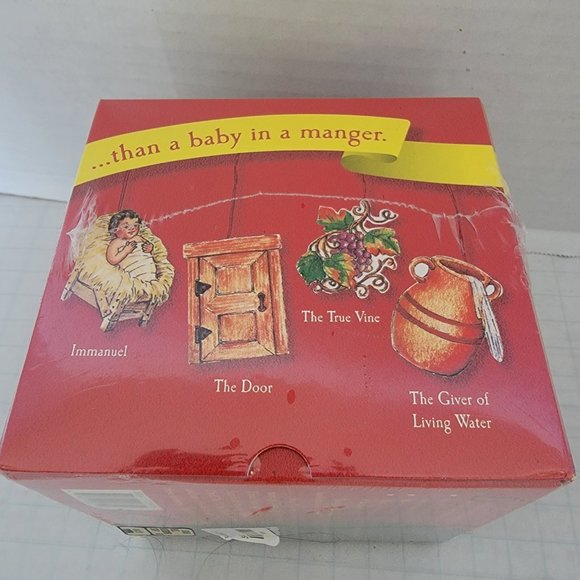 ...than a baby in a manger.
Immanuel
The Door
The True Vine
The Giver of
Living Water